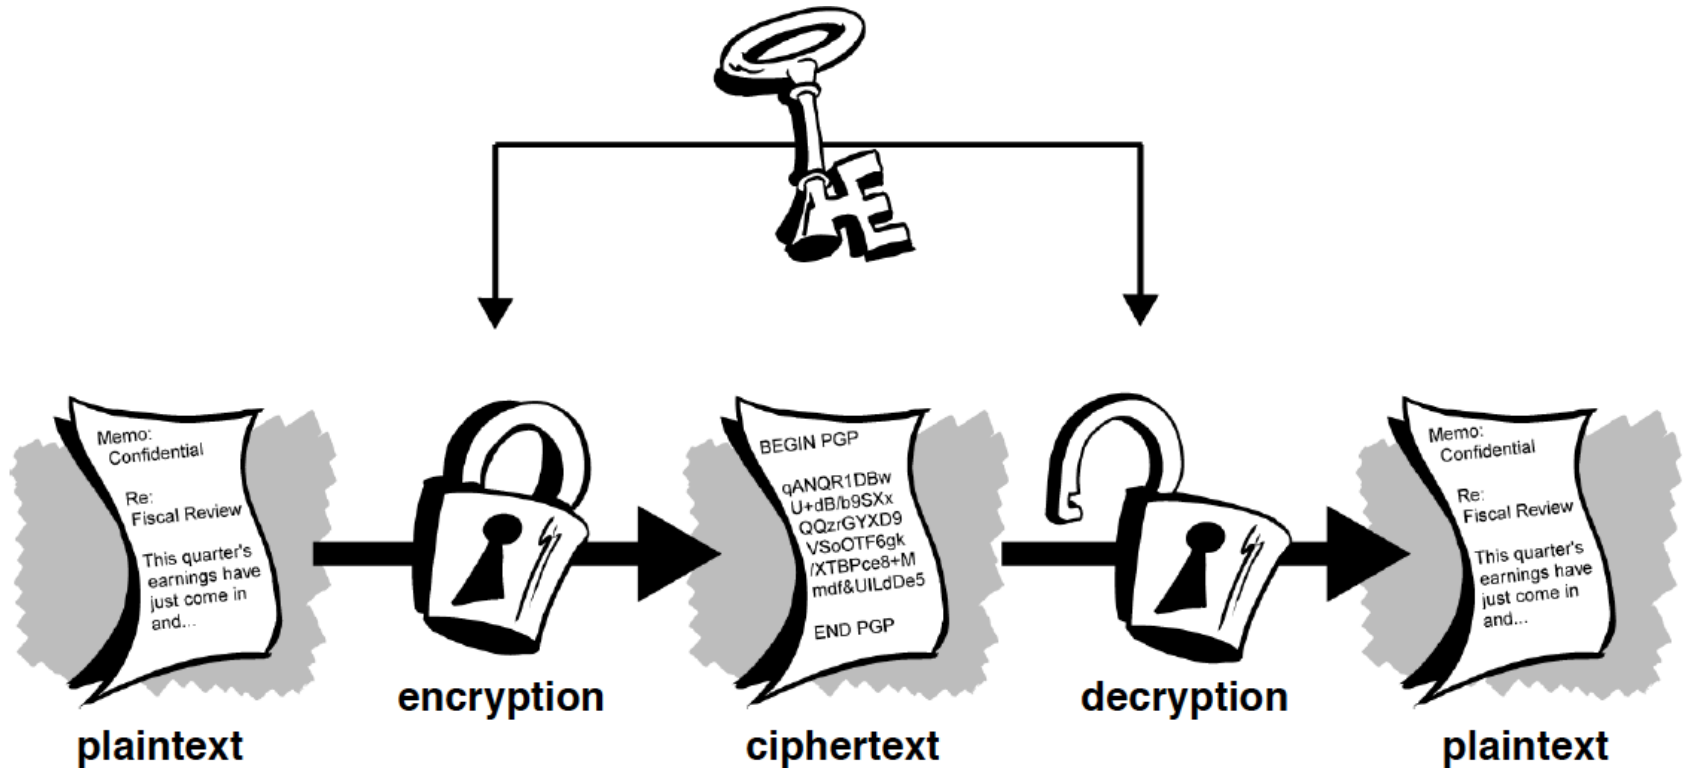 Memo:
Confidential
Re:
Fiscal Review
This quarter's
earnings have
just come in
and...
plaintext
encryption
BEGIN PGP
qANQR1DBw
U+dB/b9SXx
QQzrGYXD9
VSoOTF6gk
/XTBPce8+M
mdf&UILdDe5
END PGP
ciphertext
decryption
Memo:
Confidential
Re:
Fiscal Review
This quarter's
earnings have
just come in
and...
plaintext